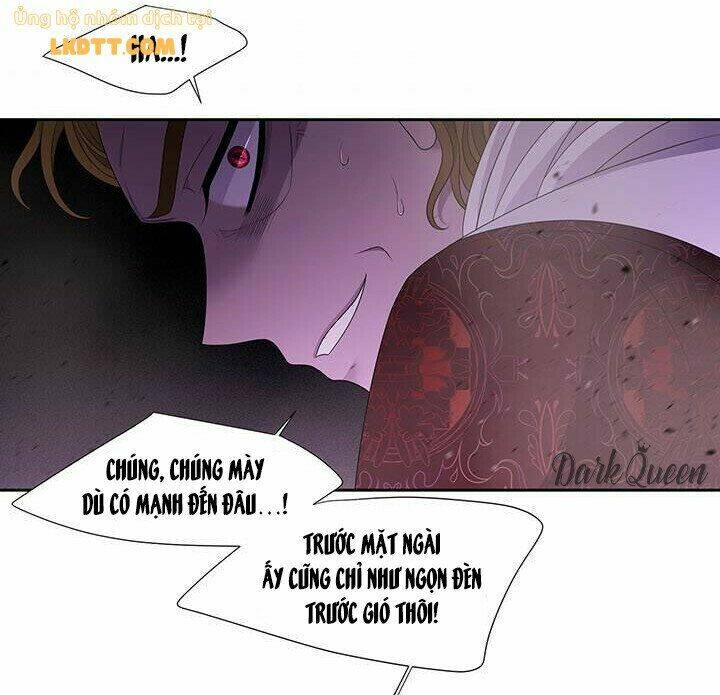 Ủng hộ nhóm dịch tại
LKDTT.COM!
HA...!
DarkQueen
CHÚNG, CHÚNG MÀY
DÙ CÓ MẠNH ĐẾN ĐÂU...!
TRƯỚC MẶT NGÀI
ẤY CŨNG CHỈ NHƯ NGỌN ĐÈN
TRƯỚC GIÓ THÔI!